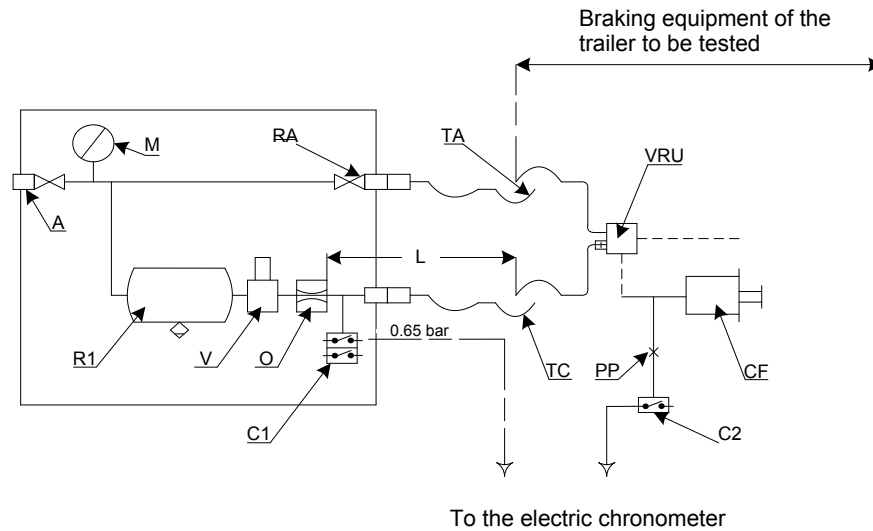 Braking equipment of the
trailer to be tested
M
RA
TA
VRU
A
L
0.65 bar
R1
V
O
TC
PP
CF
C1
C2
To the electric chronometer